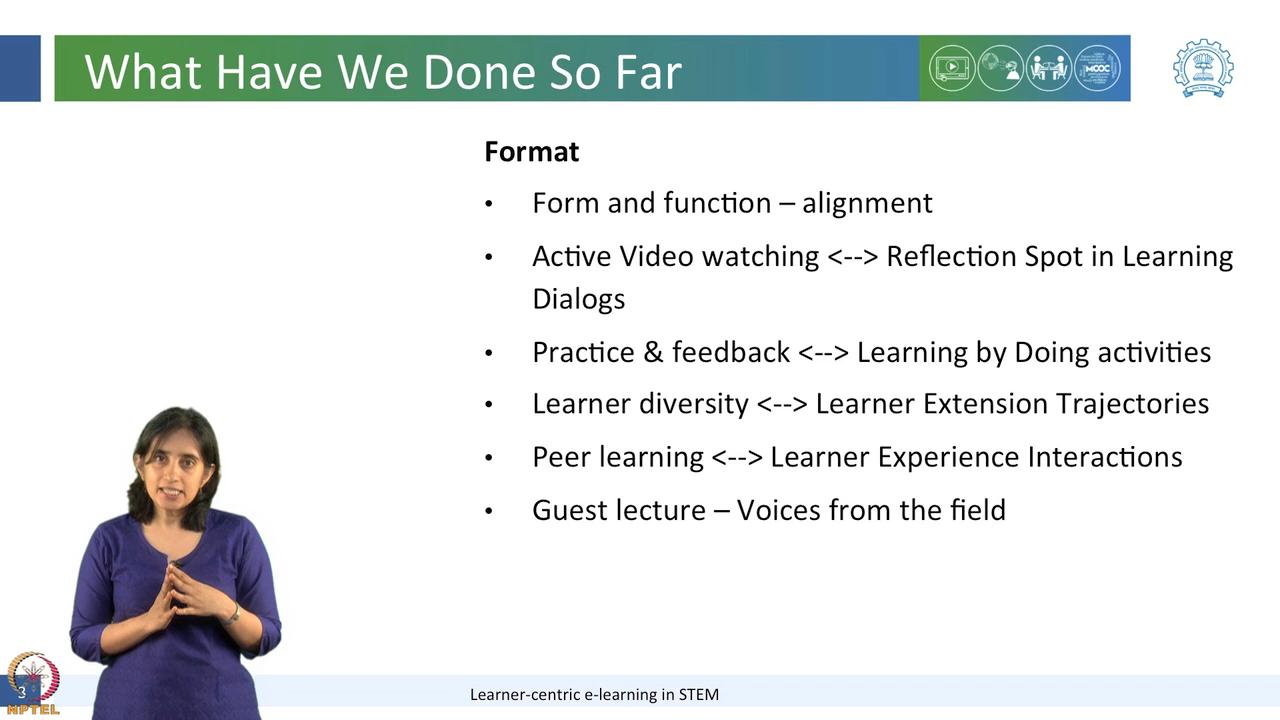 What Have We Done So Far
MOOC
Format
• Form and function – alignment
• Active Video watching <--> Reflection Spot in Learning
Dialogs
• Practice & feedback <--> Learning by Doing activities
• Learner diversity <--> Learner Extension Trajectories
• Peer learning <--> Learner Experience Interactions
• Guest lecture – Voices from the field
3
NPTEL
Learner-centric e-learning in STEM